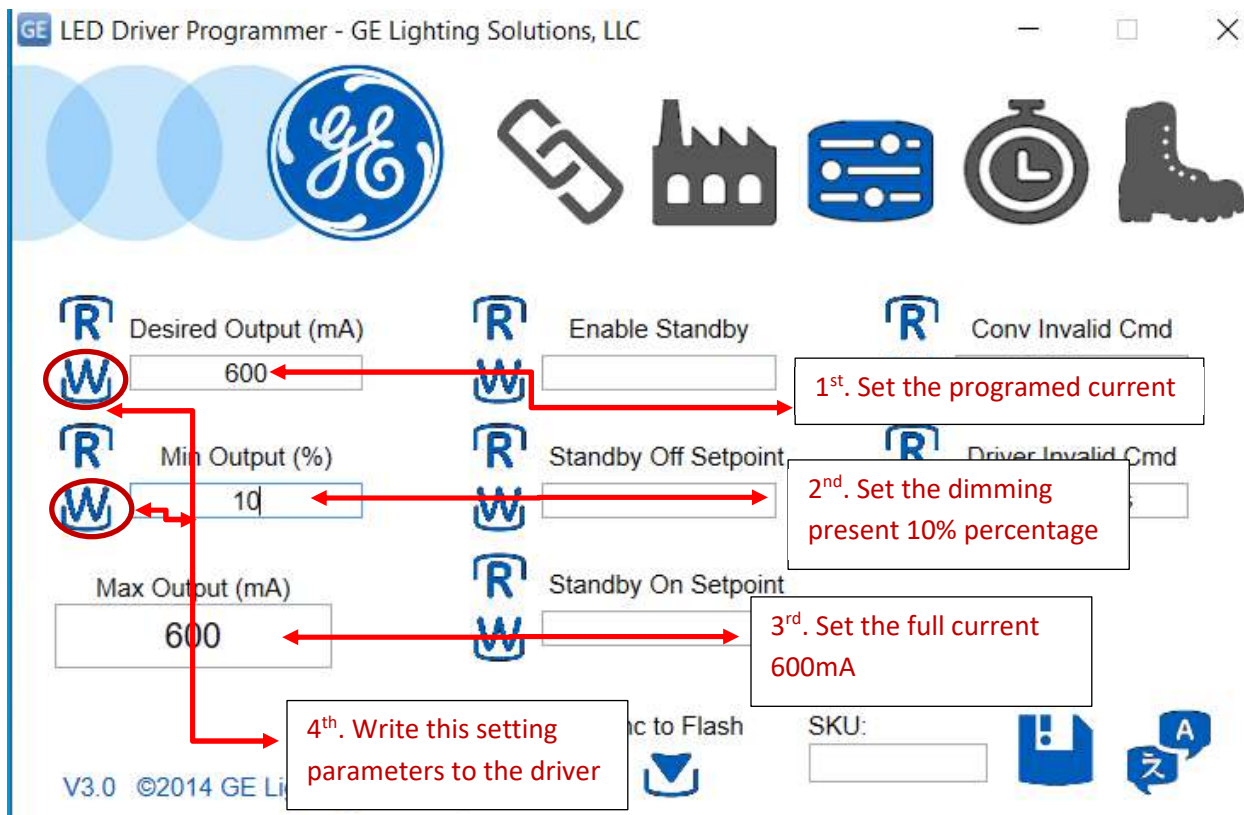 GE LED Driver Programmer - GE Lighting Solutions, LLC
GE
R Desired Output (mA)
W 600
R Enable Standby
W
R Conv Invalid Cmd
1st. Set the programed current
R Min Output (%)
W 10
R Standby Off Setpoint
W
R Driver Invalid Cmd
2nd. Set the dimming
present 10% percentage
Max Output (mA)
600
R Standby On Setpoint
W
3rd. Set the full current
600mA
4th. Write this setting
parameters to the driver
nc to Flash
SKU:
A
V3.0 ©2014 GE Li